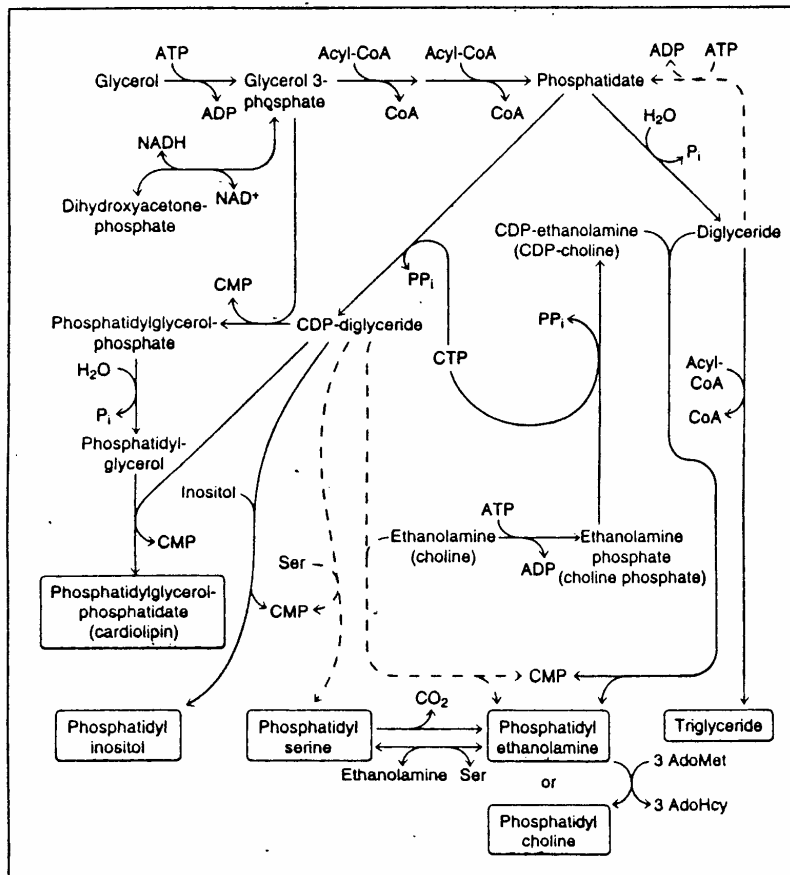 ATP
Acyl-CoA
Acyl-CoA
ADP
ATP
Glycerol
Glycerol 3-
phosphate
Phosphatidate
ADP
CoA
CoA
H₂O
NADH
Pi
NAD⁺
Dihydroxyacetone-
phosphate
CDP-ethanolamine
(CDP-choline)
Diglyceride
CMP
PPi
Phosphatidylglycerol-
phosphate
CDP-diglyceride
PPi
CTP
H₂O
Acyl-
CoA
Pi
CoA
Phosphatidyl-
glycerol
Inositol
ATP
CMP
Ethanolamine
(choline)
Ethanolamine
phosphate
(choline phosphate)
Ser
ADP
Phosphatidylglycerol-
phosphatidate
(cardiolipin)
CMP
CMP
CO₂
Phosphatidyl
inositol
Phosphatidyl
serine
Phosphatidyl
ethanolamine
Triglyceride
Ethanolamine
Ser
3 AdoMet
or
3 AdoHcy
Phosphatidyl
choline